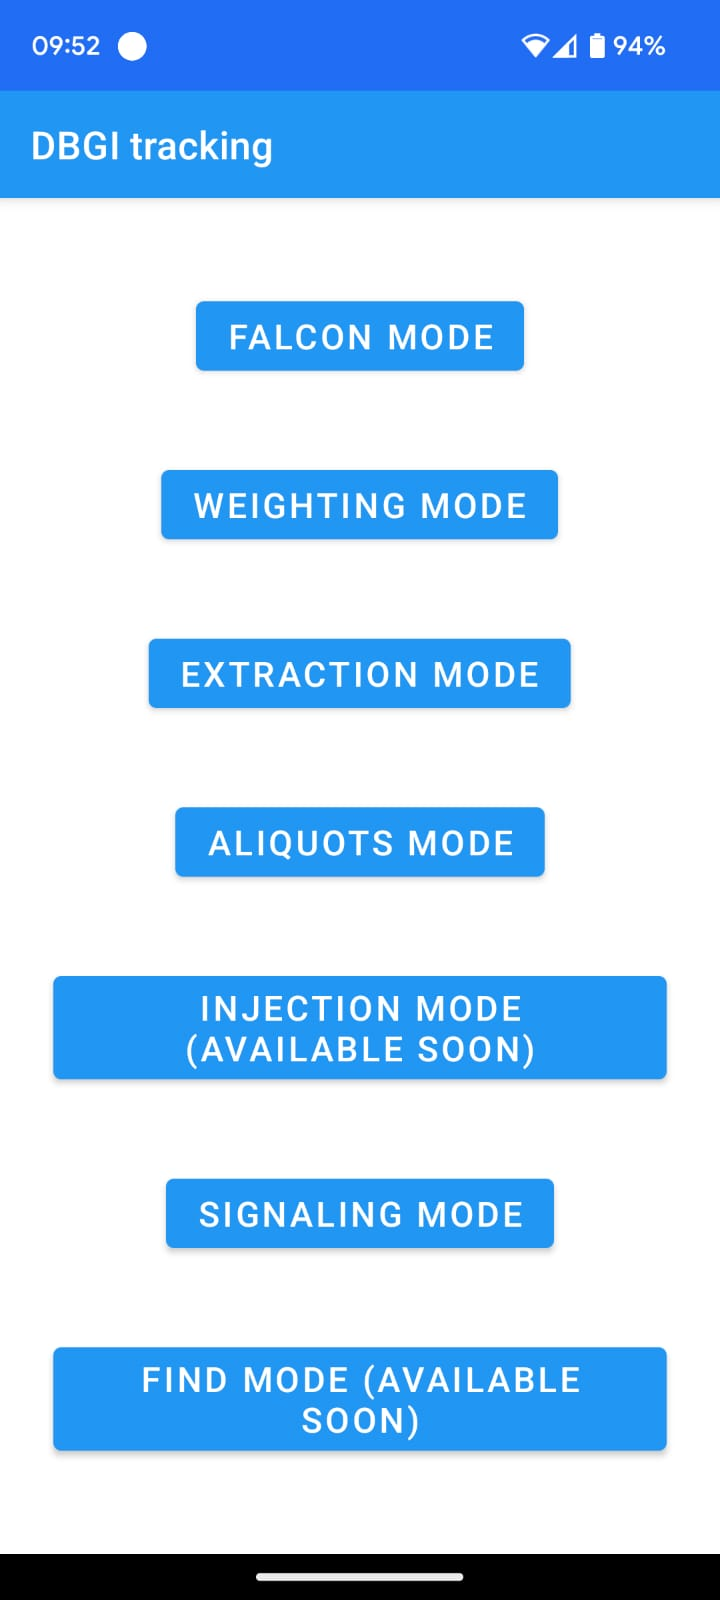 09:52 94%
DBGI tracking
FALCON MODE
WEIGHTING MODE
EXTRACTION MODE
ALIQUOTS MODE
INJECTION MODE
(AVAILABLE SOON)
SIGNALING MODE
FIND MODE (AVAILABLE
SOON)